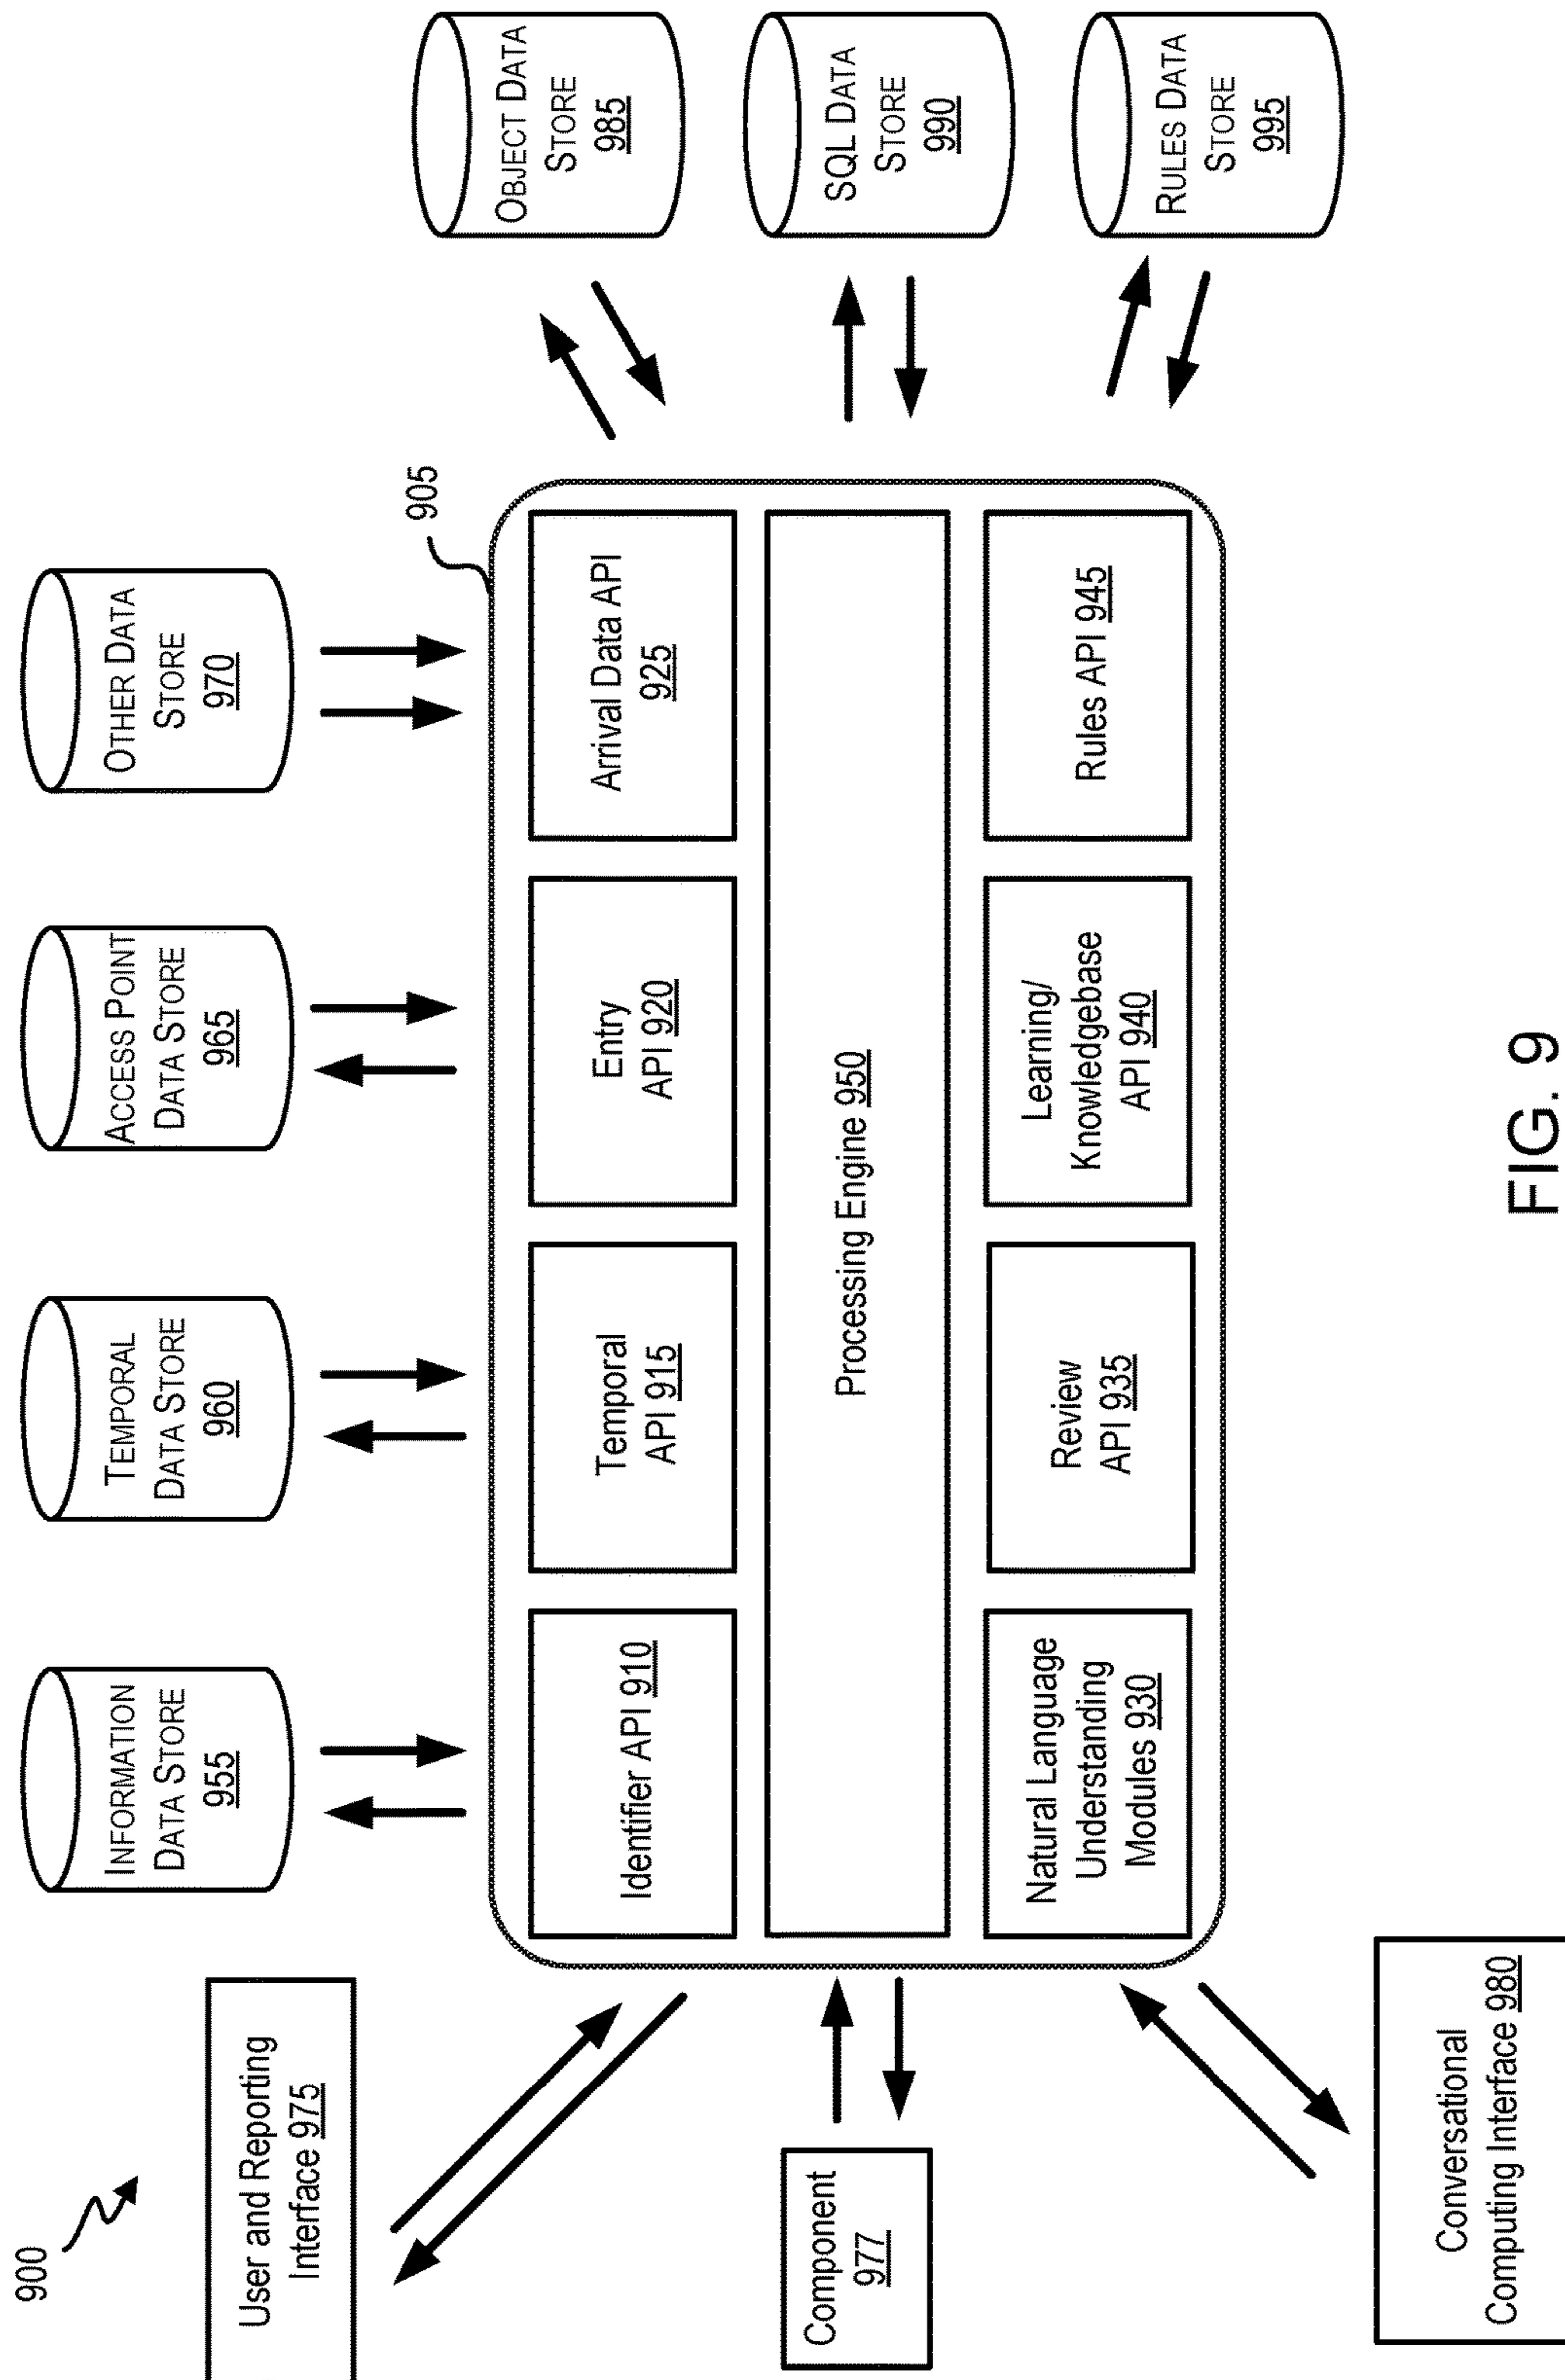 900
INFORMATION
DATA STORE
955
TEMPORAL
DATA STORE
960
ACCESS POINT
DATA STORE
965
OTHER DATA
STORE
970
905
User and Reporting
Interface 975
Identifier API 910
Temporal
API 915
Entry
API 920
Arrival Data API
925
OBJECT DATA
STORE
985
Component
977
Processing Engine 950
SQL DATA
STORE
990
Natural Language
Understanding
Modules 930
Review
API 935
Learning/
Knowledgebase
API 940
Rules API 945
RULES DATA
STORE
995
Conversational
Computing Interface 980
FIG. 9